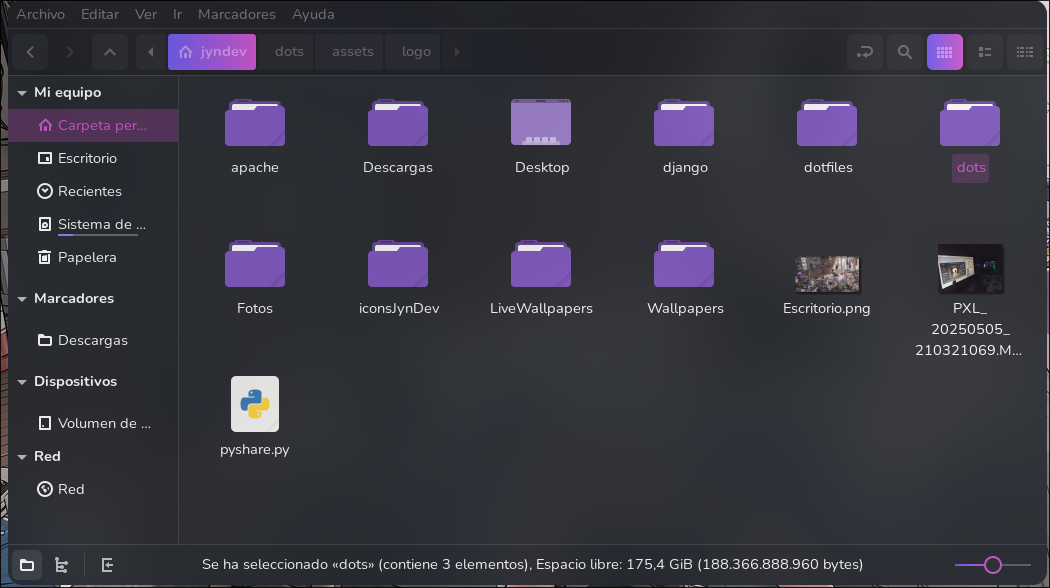 Archivo Editar Ver Ir Marcadores Ayuda
jyndev dots assets logo
Mi equipo
Carpeta per...
Escritorio
Recientes
Sistema de ...
Papelera
Marcadores
Descargas
Dispositivos
Volumen de ...
Red
Red
apache Descargas Desktop django dotfiles dots
Fotos iconsJynDev LiveWallpapers Wallpapers Escritorio.png PXL_
20250505_
210321069.M...
pyshare.py
Se ha seleccionado «dots» (contiene 3 elementos), Espacio libre: 175,4 GiB (188.366.888.960 bytes)